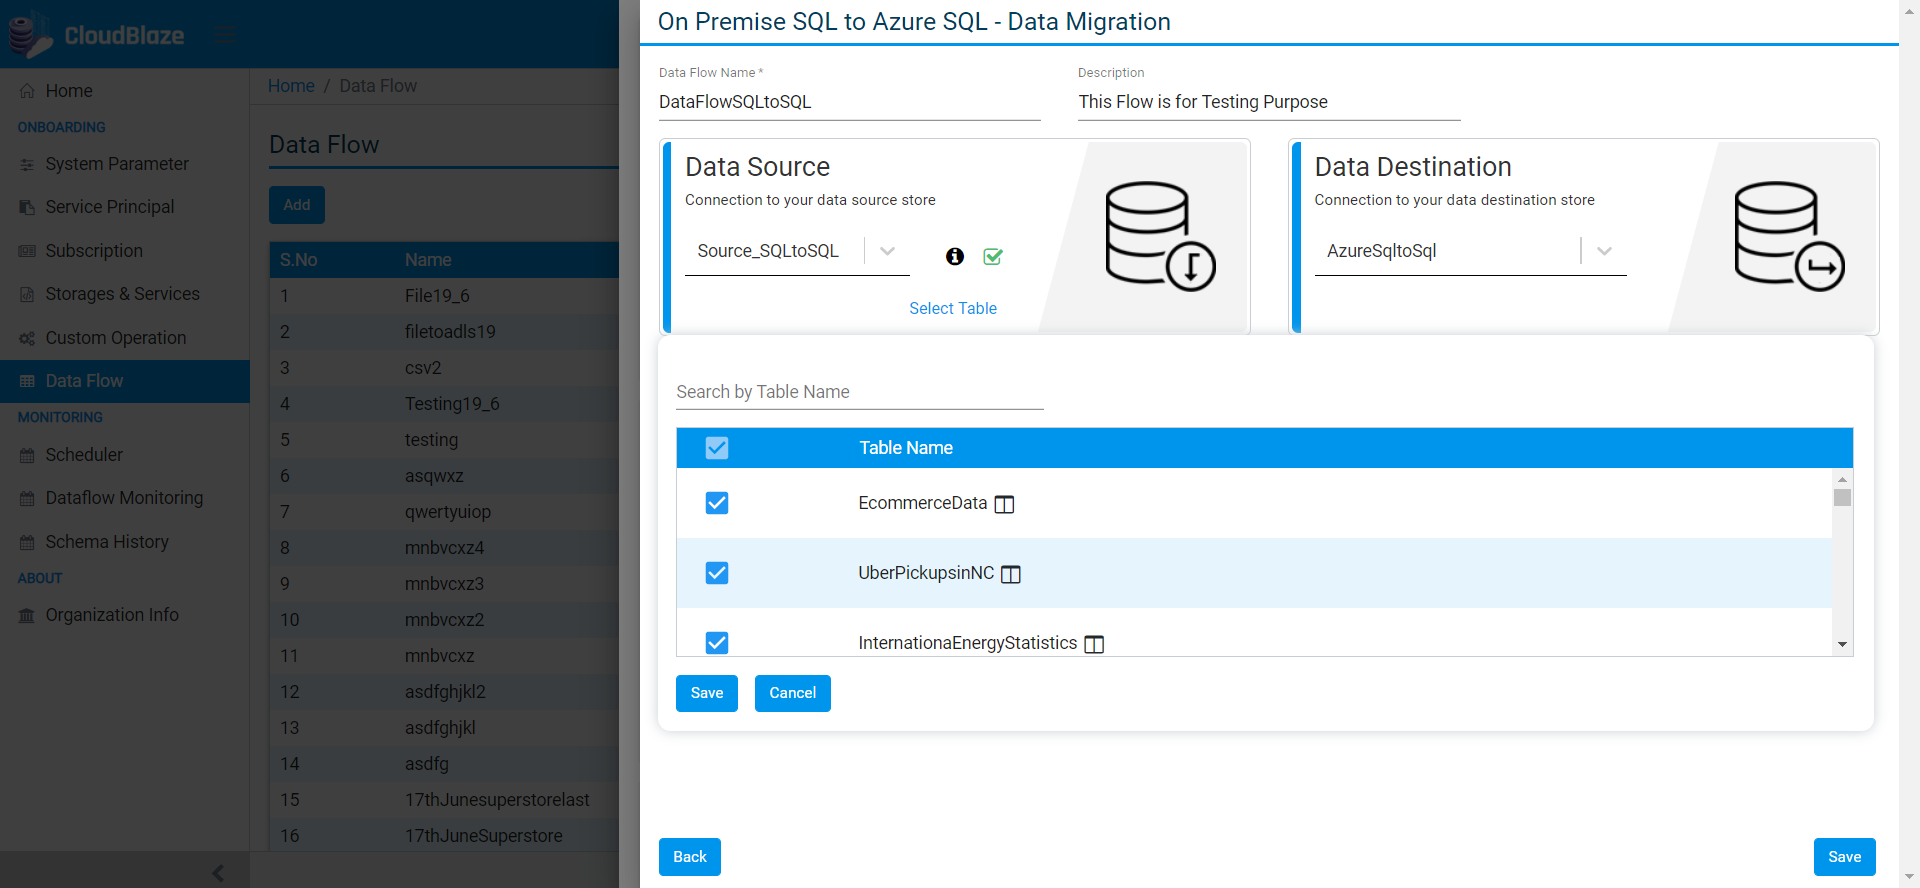 CloudBlaze
Home
ONBOARDING
System Parameter
Service Principal
Subscription
Storages & Services
Custom Operation
Data Flow
MONITORING
Scheduler
Dataflow Monitoring
Schema History
ABOUT
Organization Info
Home / Data Flow
Data Flow
Add
S.No Name
1 File19_6
2 filetoadls19
3 csv2
4 Testing19_6
5 testing
6 asqwxz
7 qwertyuiop
8 mnbvcxz4
9 mnbvcxz3
10 mnbvcxz2
11 mnbvcxz
12 asdfghjkl2
13 asdfghjkl
14 asdfg
15 17thJunesuperstorelast
16 17thJuneSuperstore
On Premise SQL to Azure SQL - Data Migration
Data Flow Name * Description
DataFlowSQLtoSQL This Flow is for Testing Purpose
Data Source
Connection to your data source store
Source_SQLtoSQL
Select Table
Data Destination
Connection to your data destination store
AzureSqltoSql
Search by Table Name
Table Name
EcommerceData
UberPickupsinNC
InternationaEnergyStatistics
Save Cancel
Back Save